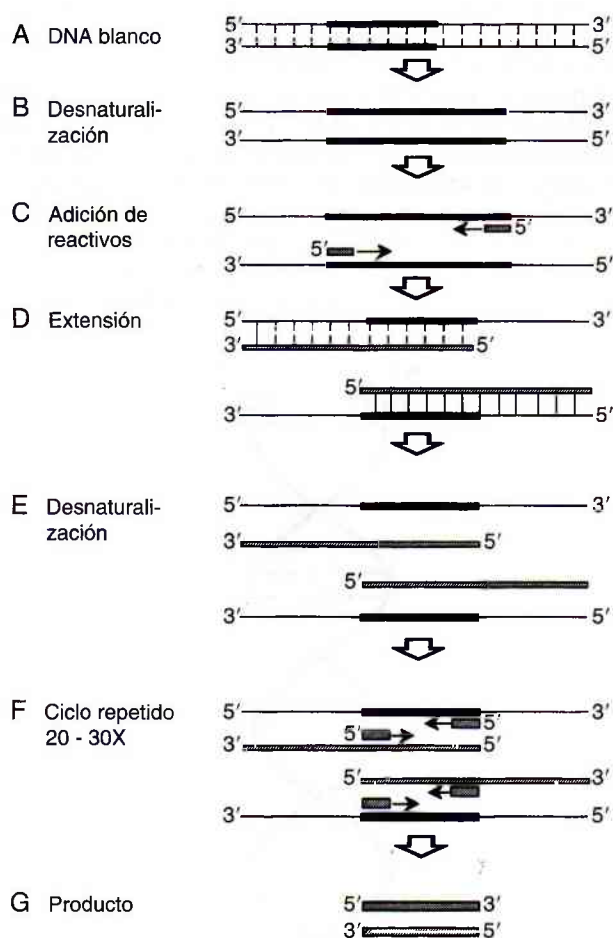 5′ 3′
A DNA blanco
3′ 5′
B Desnaturali-
zación
5′ 3′
3′ 5′
C Adición de
reactivos
5′ 3′
5′
5′
3′ 5′
D Extensión
5′ 3′
3′ 5′
5′
3′ 5′
E Desnaturali-
zación
5′ 3′
3′ 5′
5′
3′ 5′
F Ciclo repetido
20 - 30X
5′ 3′
5′
5′
3′ 5′
5′ 3′
3′ 5′
G Producto
5′ 3′
3′ 5′